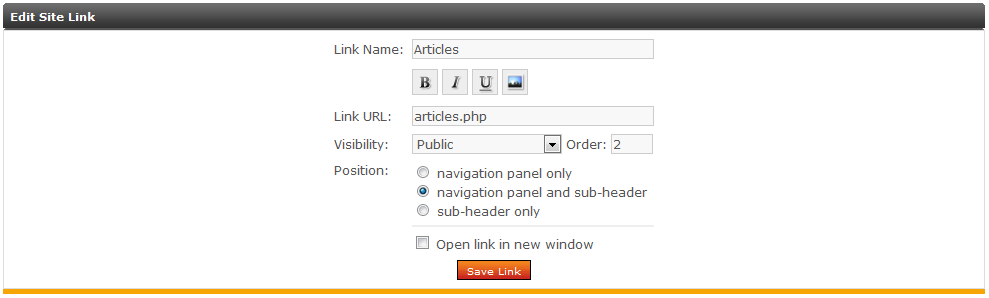 Edit Site Link
Link Name: Articles
B I U
Link URL: articles.php
Visibility: Public Order: 2
Position: navigation panel only
navigation panel and sub-header
sub-header only
Open link in new window
Save Link